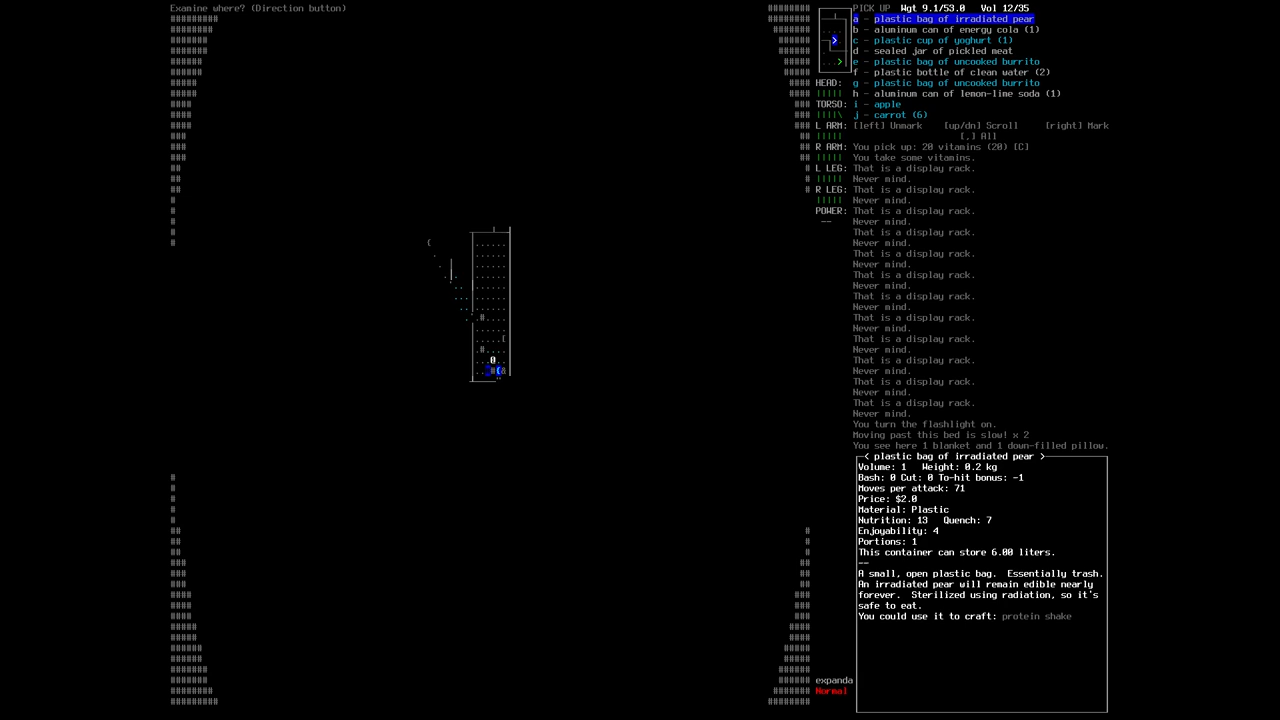 Examine where? (Direction button)
PICK UP Wgt 9.1/53.0 Vol 12/35
a - plastic bag of irradiated pear
b - aluminum can of energy cola (1)
c - plastic cup of yoghurt (1)
d - sealed jar of pickled meat
e - plastic bag of uncooked burrito
f - plastic bottle of clean water (2)
g - plastic bag of uncooked burrito
HEAD:
h - aluminum can of lemon-lime soda (1)
TORSO: i - apple
j - carrot (6)
L ARM: [left] Unmark [up/dn] Scroll [right] Mark
[,] All
R ARM: You pick up: 20 vitamins (20) [C]
You take some vitamins.
L LEG: That is a display rack.
Never mind.
R LEG: That is a display rack.
Never mind.
POWER: That is a display rack.
-- Never mind.
That is a display rack.
Never mind.
That is a display rack.
Never mind.
That is a display rack.
Never mind.
That is a display rack.
Never mind.
That is a display rack.
Never mind.
That is a display rack.
Never mind.
That is a display rack.
Never mind.
That is a display rack.
Never mind.
You turn the flashlight on.
Moving past this bed is slow! x 2
You see here 1 blanket and 1 down-filled pillow.
< plastic bag of irradiated pear >
Volume: 1 Weight: 0.2 kg
Bash: 0 Cut: 0 To-hit bonus: -1
Moves per attack: 71
Price: $2.0
Material: Plastic
Nutrition: 13 Quench: 7
Enjoyability: 4
Portions: 1
This container can store 6.00 liters.
--
A small, open plastic bag. Essentially trash.
An irradiated pear will remain edible nearly
forever. Sterilized using radiation, so it's
safe to eat.
You could use it to craft: protein shake
expanda
Normal